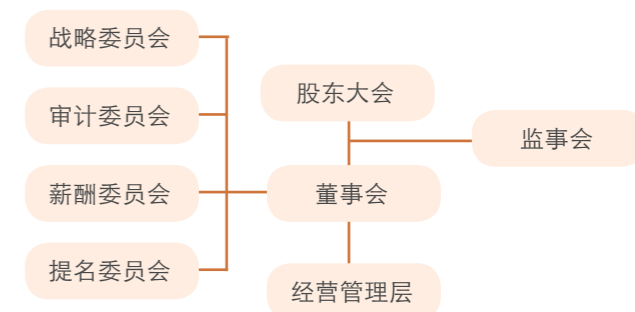 战略委员会
审计委员会
薪酬委员会
提名委员会
股东大会
董事会
经营管理层
监事会